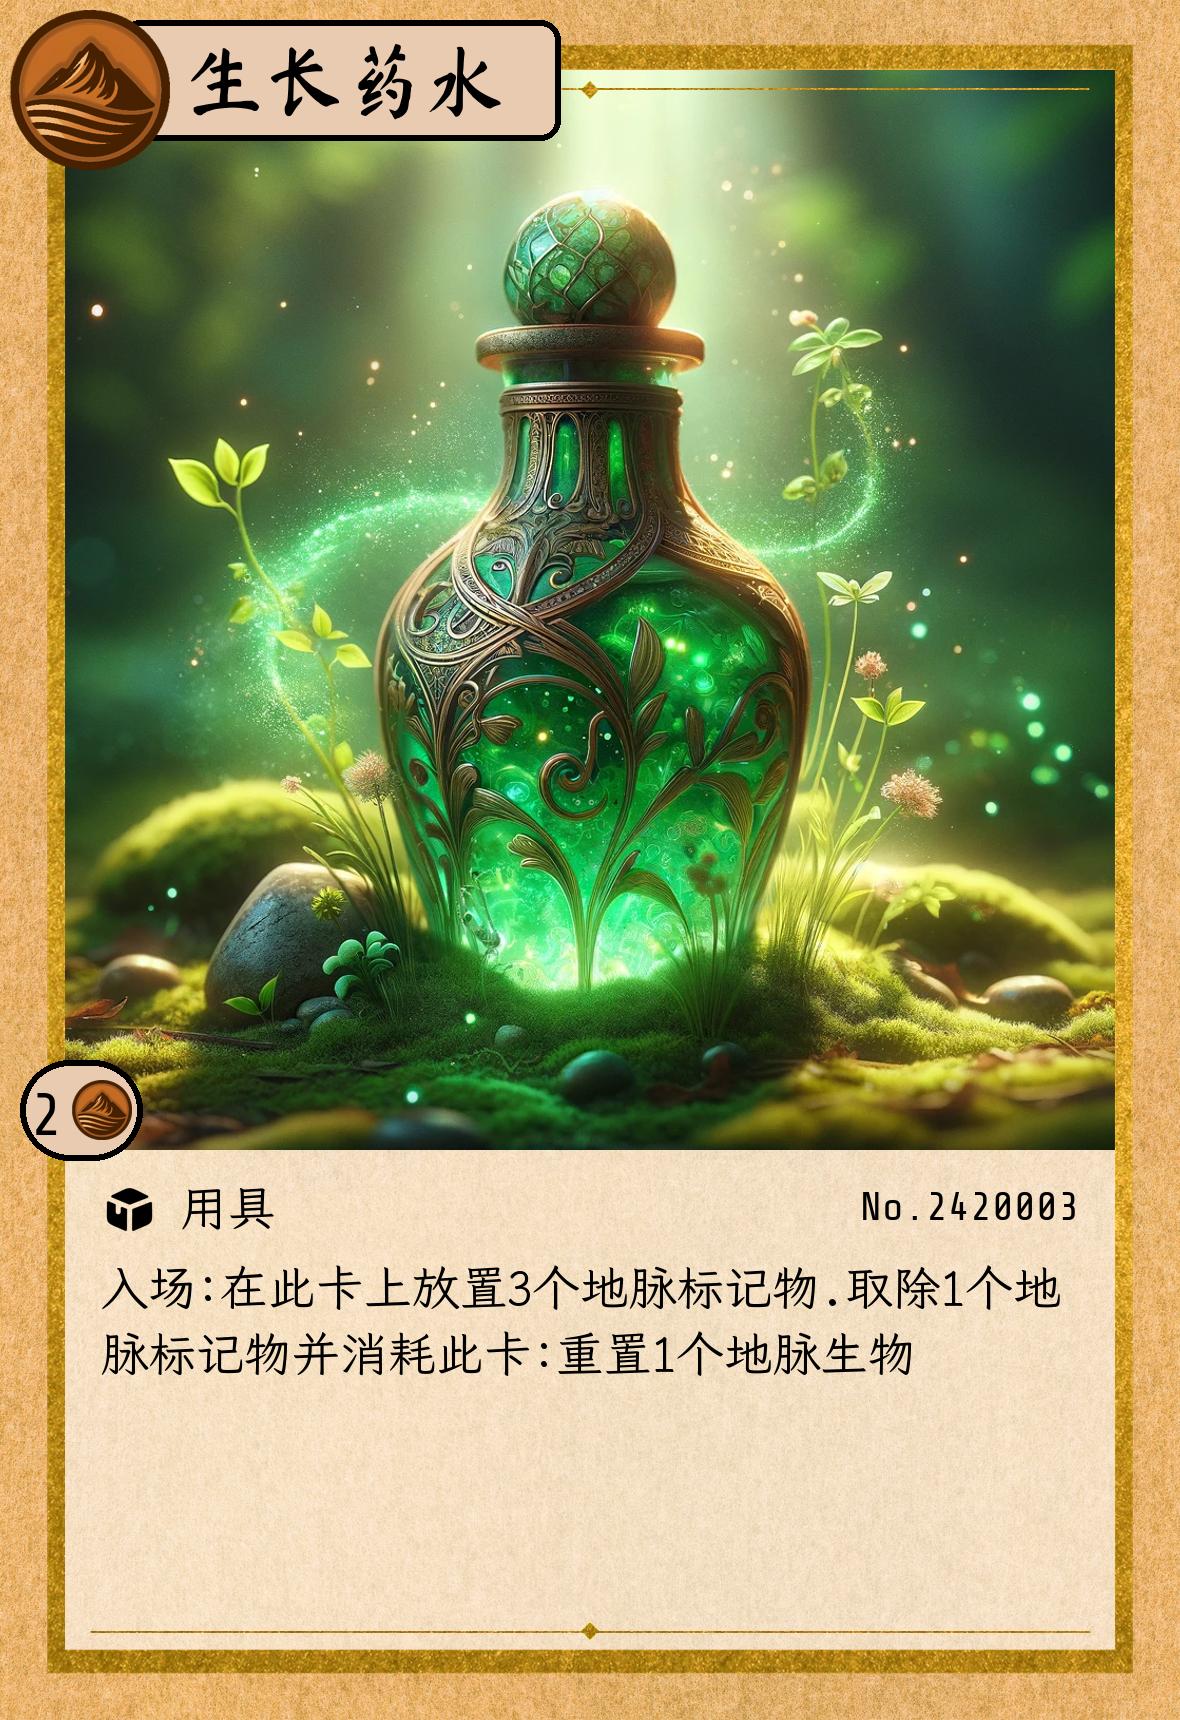 生长药水
2
用具
No.2420003
入场:在此卡上放置3个地脉标记物.取除1个地
脉标记物并消耗此卡:重置1个地脉生物